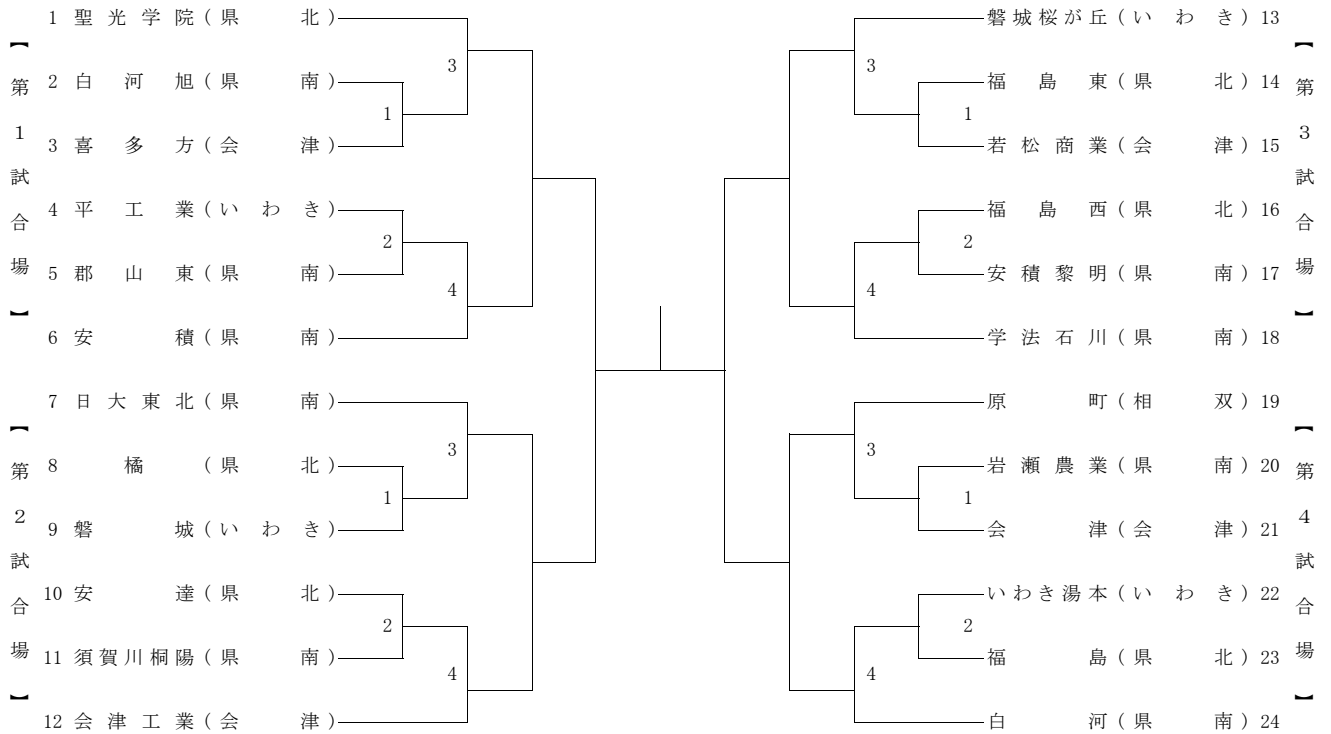 【第1試合場】
1 聖光学院(県北)
2 白河旭(県南)
3 喜多方(会津)
4 平工業(いわき)
5 郡山東(県南)
6 安積(県南)
3
1
2
4
【第2試合場】
7 日大東北(県南)
8 橘(県北)
9 磐城(いわき)
10 安達(県北)
11 須賀川桐陽(県南)
12 会津工業(会津)
3
1
2
4
【第3試合場】
磐城桜が丘(いわき) 13
福島東(県北) 14
若松商業(会津) 15
福島西(県北) 16
安積黎明(県南) 17
学法石川(県南) 18
3
1
2
4
【第4試合場】
原町(相双) 19
岩瀬農業(県南) 20
会津(会津) 21
いわき湯本(いわき) 22
福島(県北) 23
白河(県南) 24
3
1
2
4